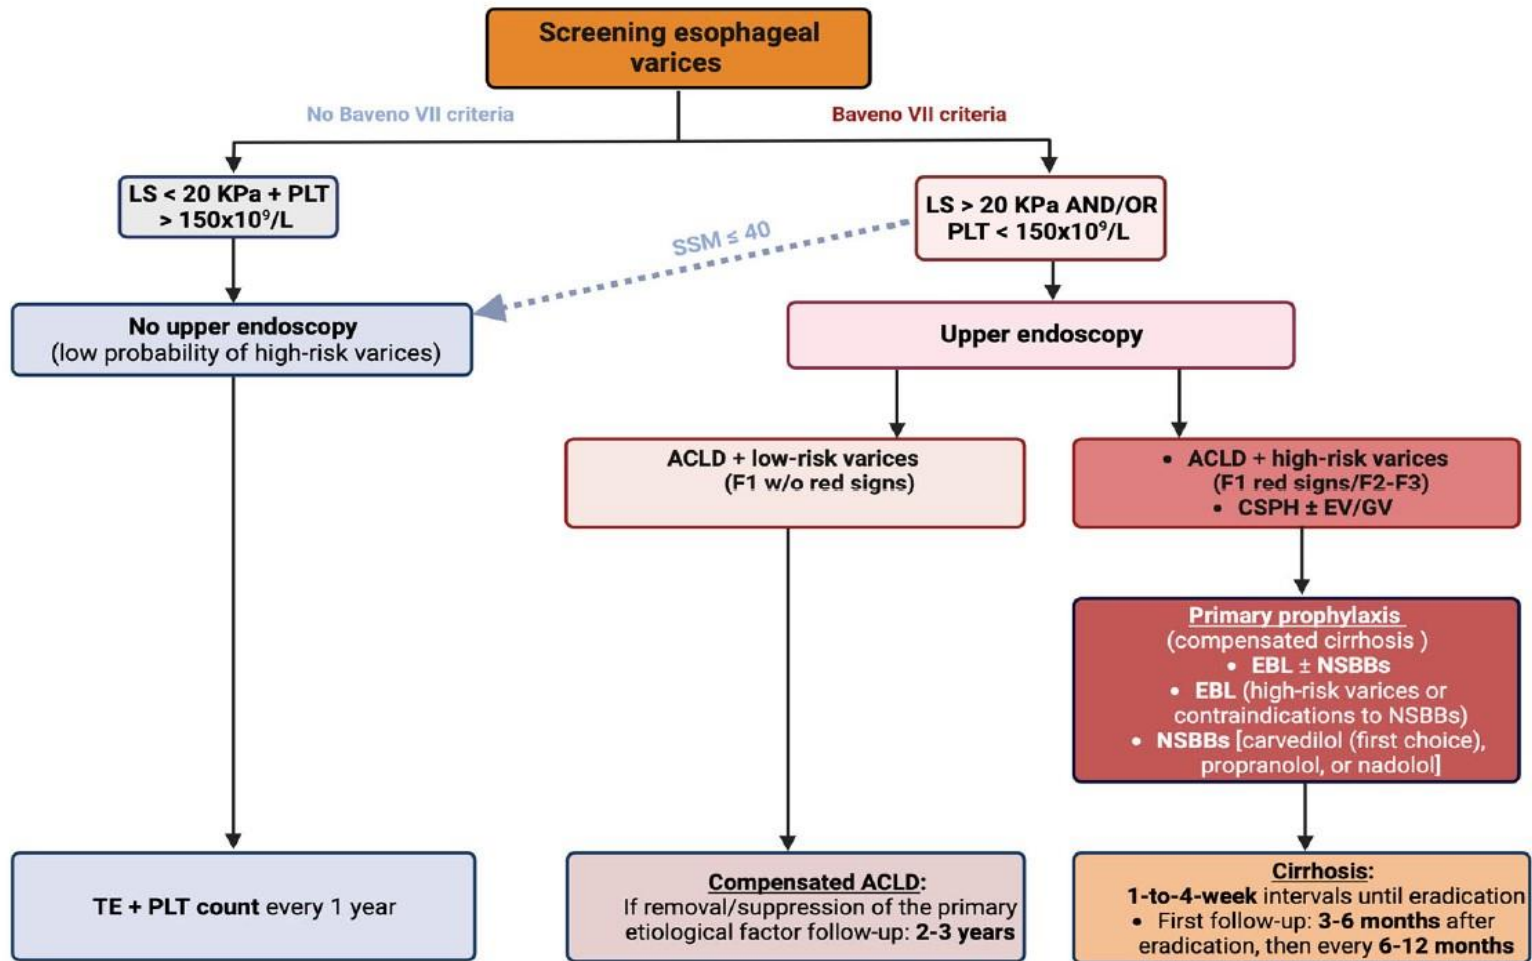 Screening esophageal
varices
No Baveno VII criteria
Baveno VII criteria
LS < 20 KPa + PLT
> 150x10⁹/L
LS > 20 KPa AND/OR
PLT < 150x10⁹/L
SSM ≤ 40
No upper endoscopy
(low probability of high-risk varices)
Upper endoscopy
ACLD + low-risk varices
(F1 w/o red signs)
• ACLD + high-risk varices
(F1 red signs/F2-F3)
• CSPH ± EV/GV
Primary prophylaxis
(compensated cirrhosis )
• EBL ± NSBBs
• EBL (high-risk varices or
contraindications to NSBBs)
• NSBBs [carvedilol (first choice),
propranolol, or nadolol]
TE + PLT count every 1 year
Compensated ACLD:
If removal/suppression of the primary
etiological factor follow-up: 2-3 years
Cirrhosis:
1-to-4-week intervals until eradication
• First follow-up: 3-6 months after
eradication, then every 6-12 months